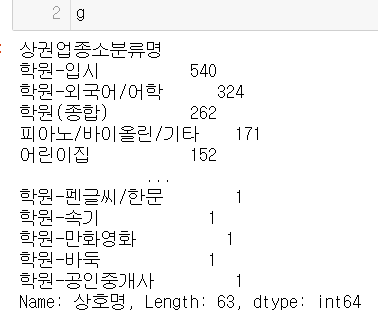 2 g
상권업종소분류명
학원-입시 540
학원-외국어/어학 324
학원(종합) 262
피아노/바이올린/기타 171
어린이집 152
...
학원-펜글씨/한문 1
학원-속기 1
학원-만화영화 1
학원-바둑 1
학원-공인중개사 1
Name: 상호명, Length: 63, dtype: int64